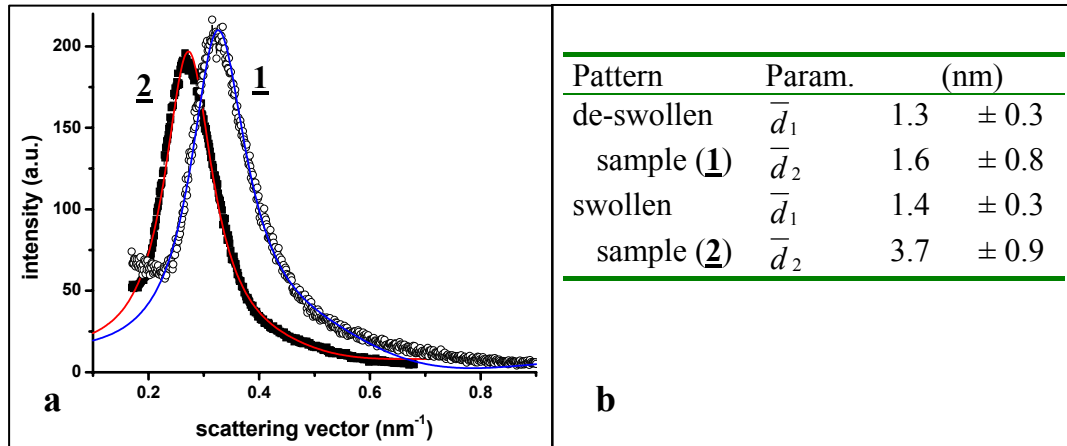 200
150
100
50
0
intensity (a.u.)
2
1
0.2
0.4
0.6
0.8
scattering vector (nm⁻¹)
a
Pattern Param. (nm)
de-swollen d̅₁ 1.3 ± 0.3
sample (1) d̅₂ 1.6 ± 0.8
swollen d̅₁ 1.4 ± 0.3
sample (2) d̅₂ 3.7 ± 0.9
b